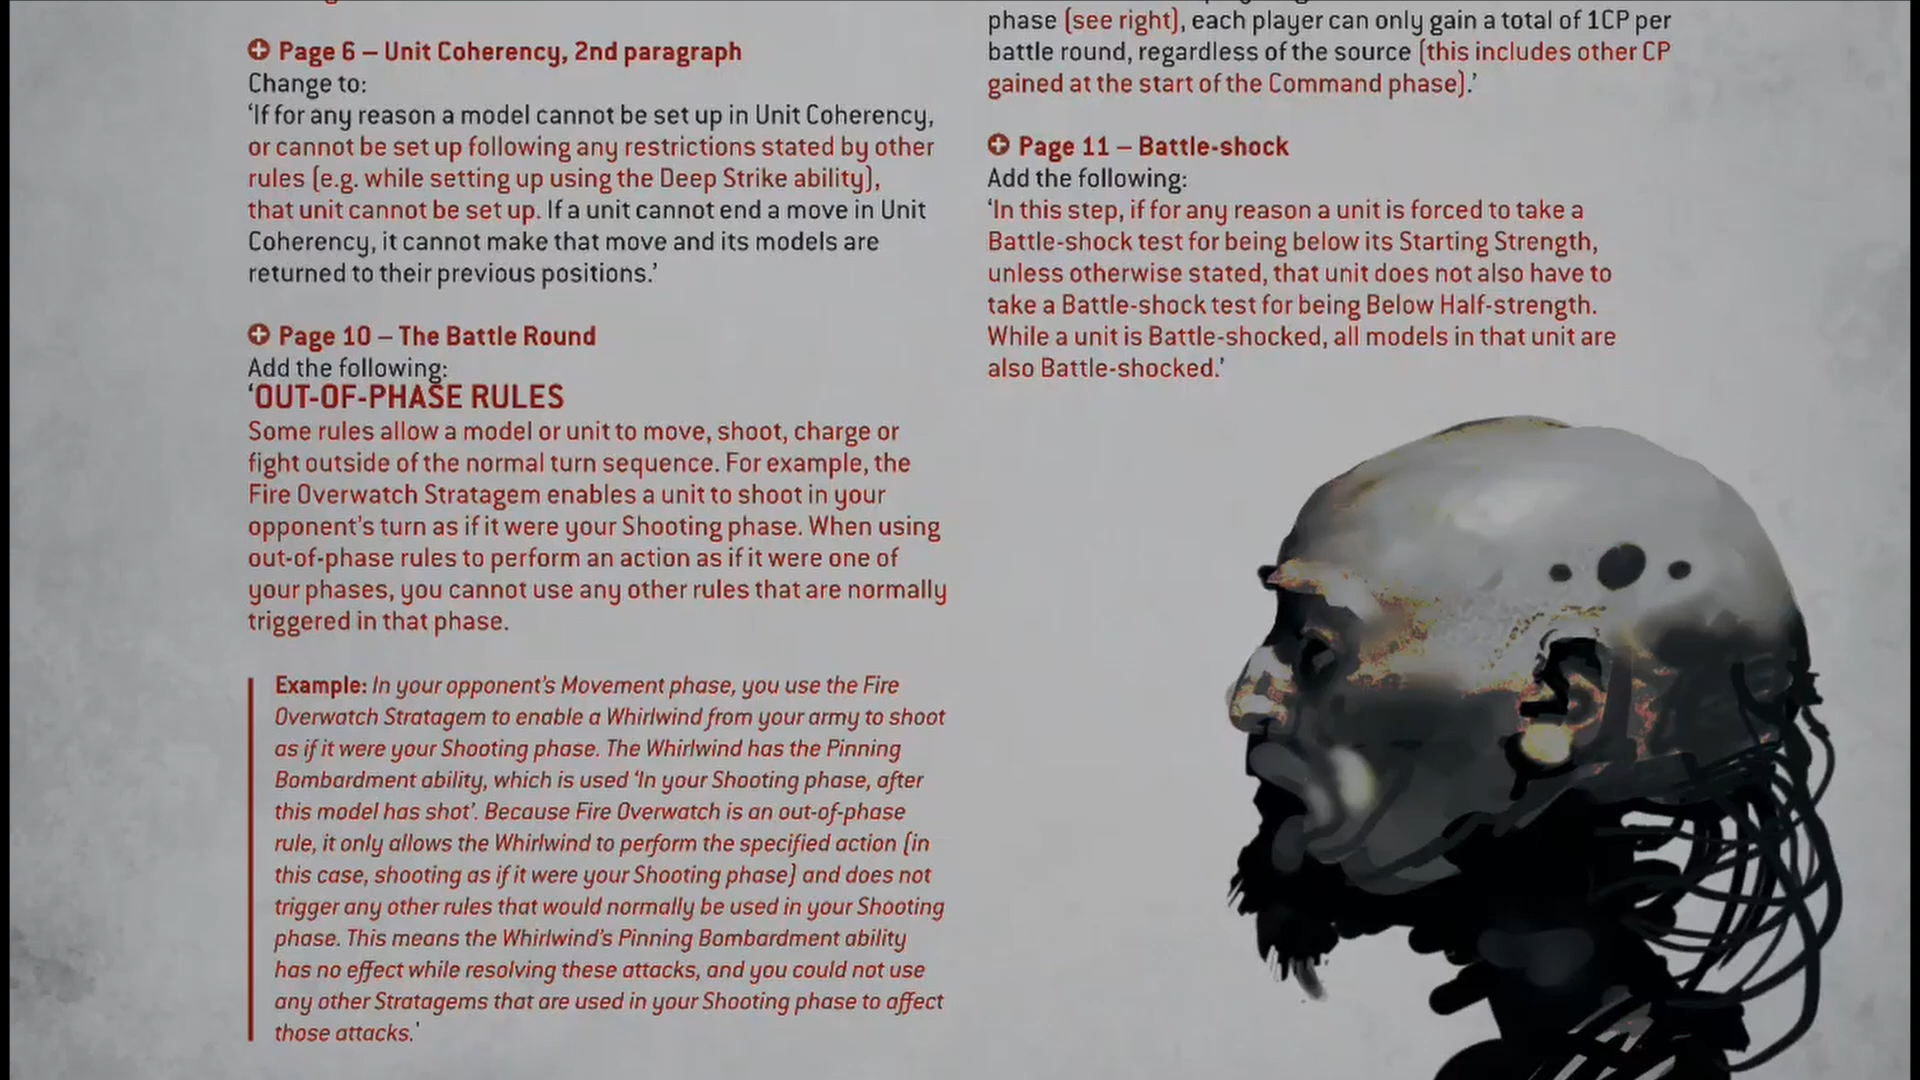 Page 6 – Unit Coherency, 2nd paragraph
Change to:
‘If for any reason a model cannot be set up in Unit Coherency,
or cannot be set up following any restrictions stated by other
rules (e.g. while setting up using the Deep Strike ability),
that unit cannot be set up. If a unit cannot end a move in Unit
Coherency, it cannot make that move and its models are
returned to their previous positions.’
Page 10 – The Battle Round
Add the following:
‘OUT-OF-PHASE RULES
Some rules allow a model or unit to move, shoot, charge or
fight outside of the normal turn sequence. For example, the
Fire Overwatch Stratagem enables a unit to shoot in your
opponent’s turn as if it were your Shooting phase. When using
out-of-phase rules to perform an action as if it were one of
your phases, you cannot use any other rules that are normally
triggered in that phase.
Example: In your opponent’s Movement phase, you use the Fire
Overwatch Stratagem to enable a Whirlwind from your army to shoot
as if it were your Shooting phase. The Whirlwind has the Pinning
Bombardment ability, which is used ‘In your Shooting phase, after
this model has shot’. Because Fire Overwatch is an out-of-phase
rule, it only allows the Whirlwind to perform the specified action (in
this case, shooting as if it were your Shooting phase) and does not
trigger any other rules that would normally be used in your Shooting
phase. This means the Whirlwind’s Pinning Bombardment ability
has no effect while resolving these attacks, and you could not use
any other Stratagems that are used in your Shooting phase to affect
those attacks.’
phase (see right), each player can only gain a total of 1CP per
battle round, regardless of the source (this includes other CP
gained at the start of the Command phase).’
Page 11 – Battle-shock
Add the following:
‘In this step, if for any reason a unit is forced to take a
Battle-shock test for being below its Starting Strength,
unless otherwise stated, that unit does not also have to
take a Battle-shock test for being Below Half-strength.
While a unit is Battle-shocked, all models in that unit are
also Battle-shocked.’